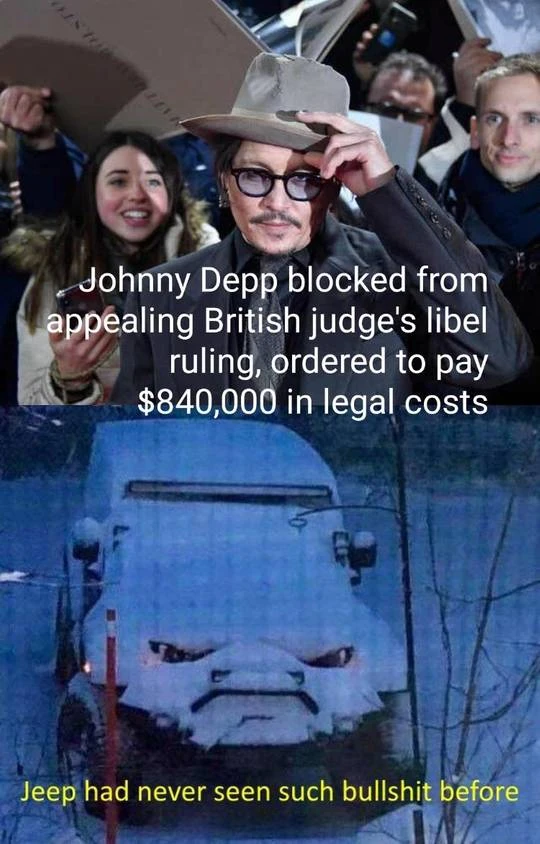 Johnny Depp blocked from
appealing British judge's libel
ruling, ordered to pay
$840,000 in legal costs
Jeep had never seen such bullshit before